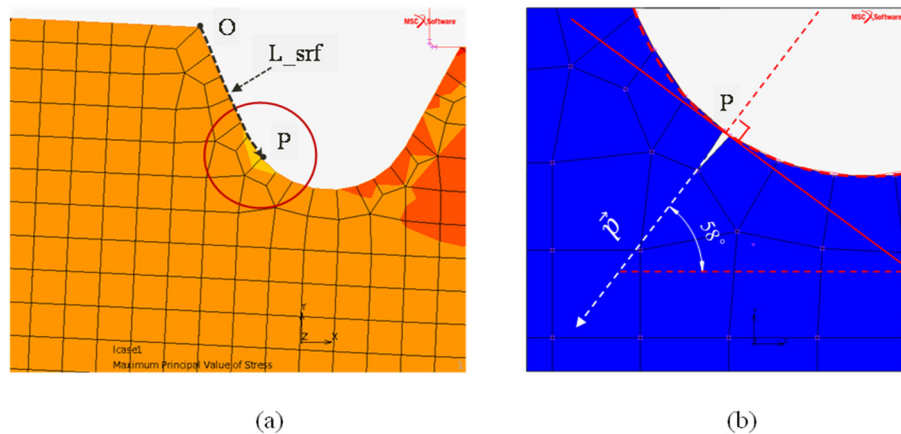 MSC Software
O
L_srf
P
Y
Z X
lcase1
Maximum Principal Value of Stress
(a)
MSC Software
P
p
58°
(b)